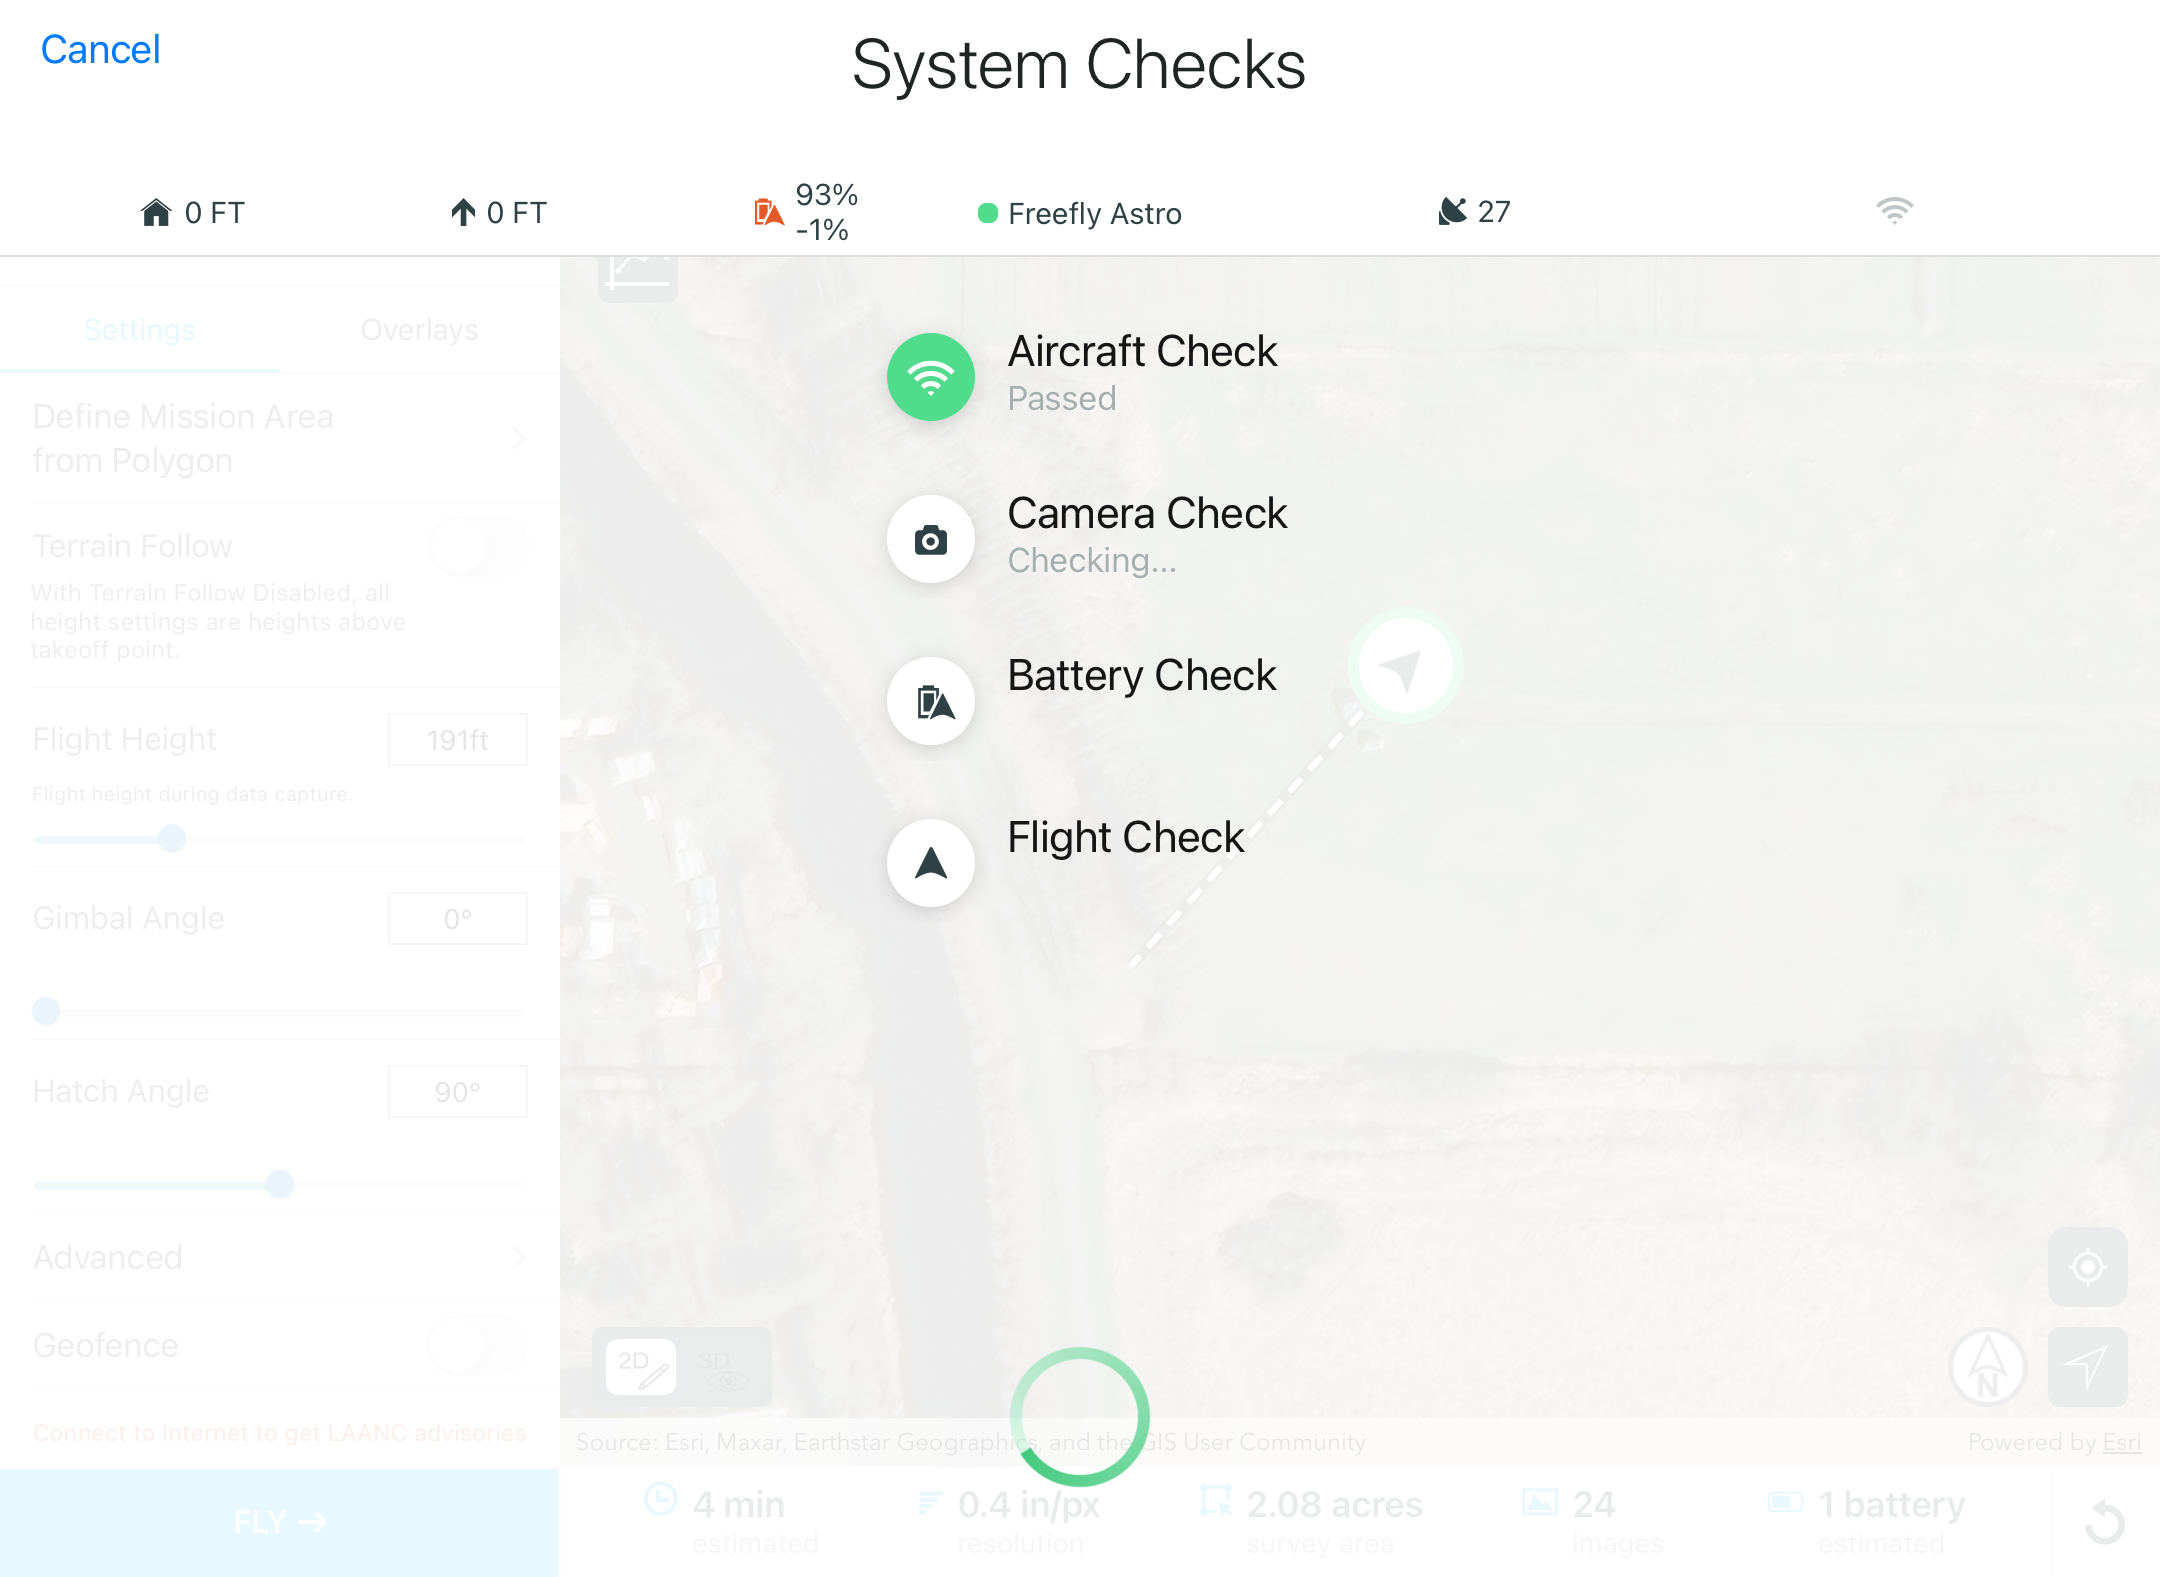 Cancel
System Checks
0 FT
0 FT
93%
-1%
Freefly Astro
27
Settings
Overlays
Define Mission Area
from Polygon
Terrain Follow
With Terrain Follow Disabled, all
height settings are heights above
takeoff point.
Flight Height
191ft
Flight height during data capture.
Gimbal Angle
0°
Hatch Angle
90°
Advanced
Geofence
Connect to Internet to get LAANC advisories
FLY
Aircraft Check
Passed
Camera Check
Checking...
Battery Check
Flight Check
2D
3D
N
Source: Esri, Maxar, Earthstar Geographics, and the GIS User Community
Powered by Esri
4 min
estimated
0.4 in/px
resolution
2.08 acres
survey area
24
images
1 battery
estimated